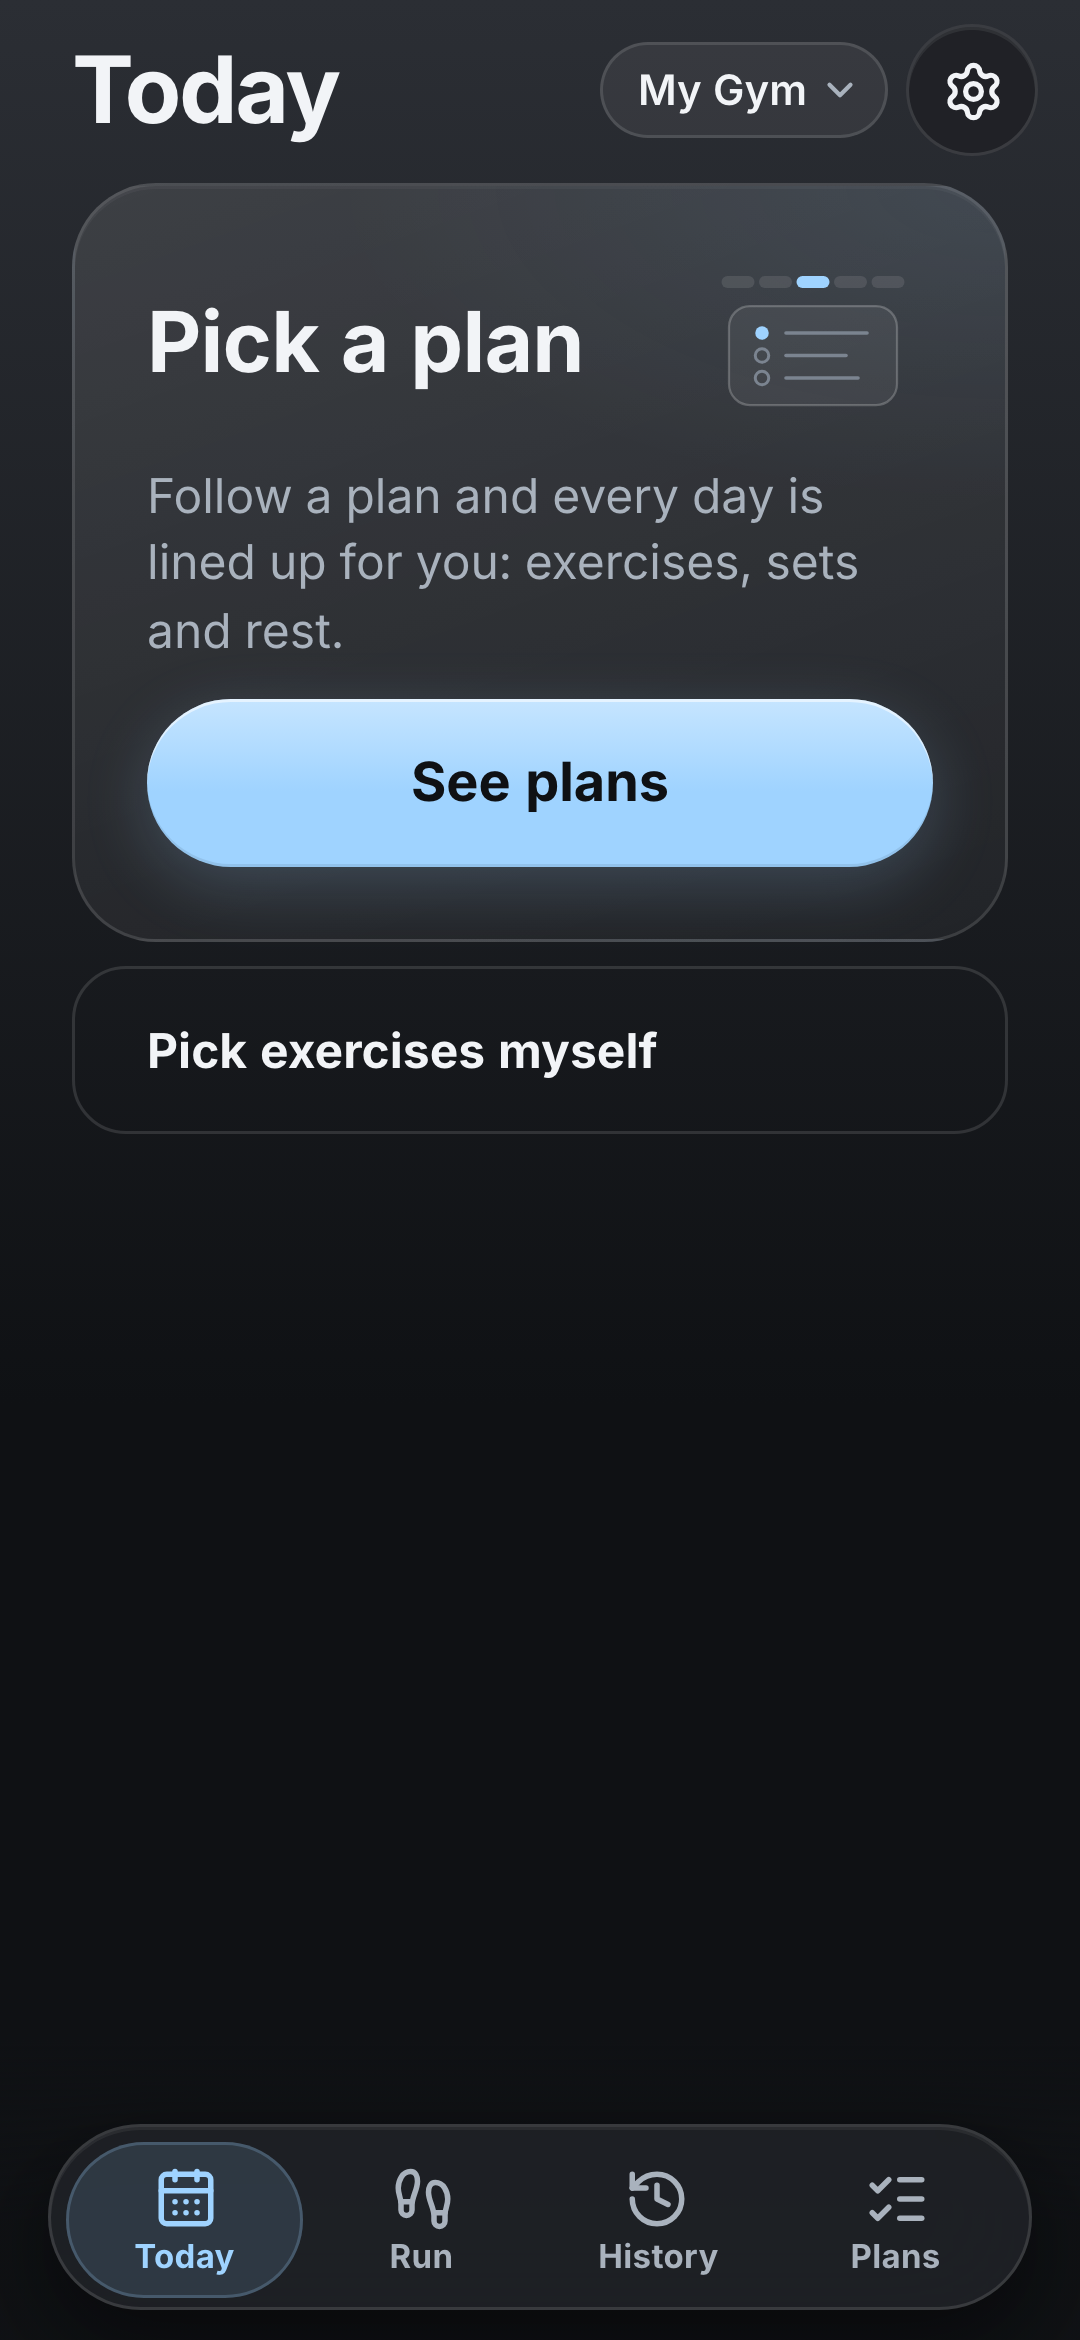 Today
My Gym
Pick a plan
Follow a plan and every day is
lined up for you: exercises, sets
and rest.
See plans
Pick exercises myself
Today
Run
History
Plans